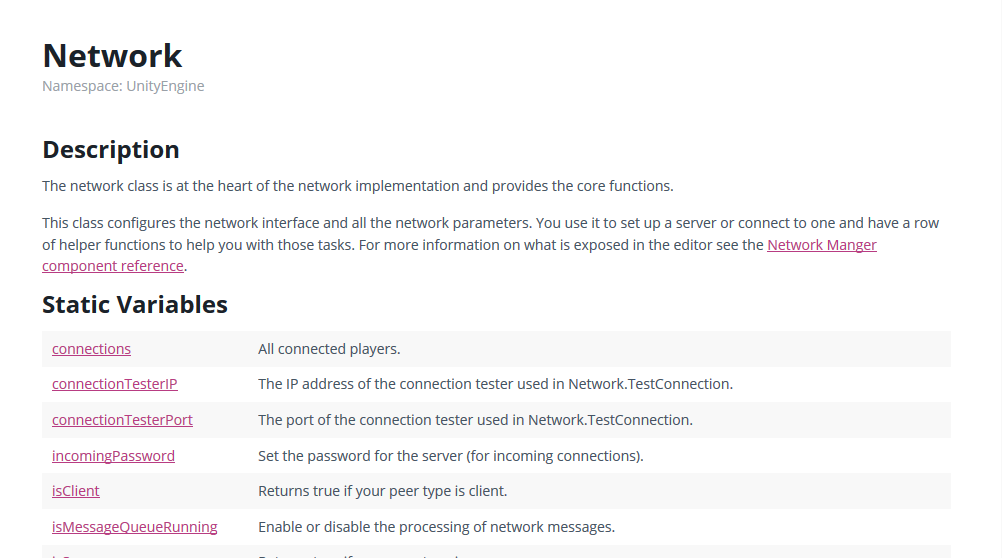 Network
Namespace: UnityEngine
Description
The network class is at the heart of the network implementation and provides the core functions.
This class configures the network interface and all the network parameters. You use it to set up a server or connect to one and have a row
of helper functions to help you with those tasks. For more information on what is exposed in the editor see the Network Manger
component reference.
Static Variables
connections All connected players.
connectionTesterIP The IP address of the connection tester used in Network.TestConnection.
connectionTesterPort The port of the connection tester used in Network.TestConnection.
incomingPassword Set the password for the server (for incoming connections).
isClient Returns true if your peer type is client.
isMessageQueueRunning Enable or disable the processing of network messages.